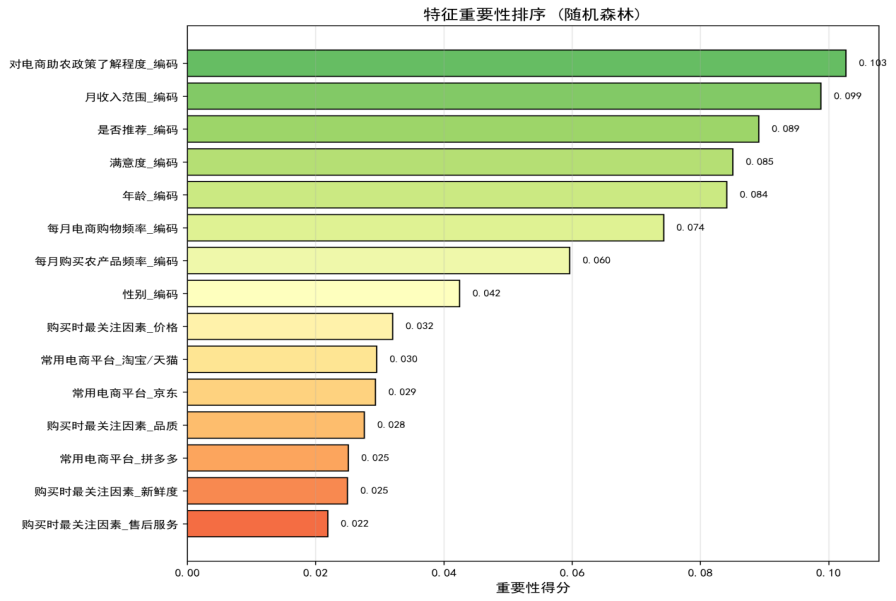 特征重要性排序 (随机森林)
对电商助农政策了解程度_编码 0.103
月收入范围_编码 0.099
是否推荐_编码 0.089
满意度_编码 0.085
年龄_编码 0.084
每月电商购物频率_编码 0.074
每月购买农产品频率_编码 0.060
性别_编码 0.042
购买时最关注因素_价格 0.032
常用电商平台_淘宝/天猫 0.030
常用电商平台_京东 0.029
购买时最关注因素_品质 0.028
常用电商平台_拼多多 0.025
购买时最关注因素_新鲜度 0.025
购买时最关注因素_售后服务 0.022
0.00 0.02 0.04 0.06 0.08 0.10
重要性得分